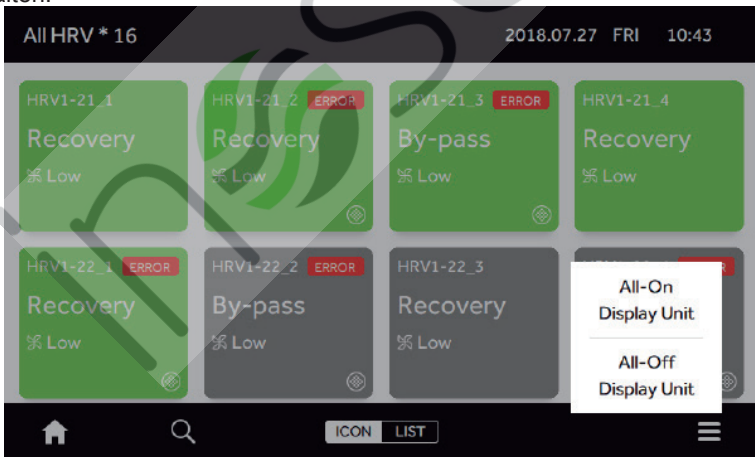 All HRV * 16
2018.07.27 FRI 10:43
HRV1-21_1
Recovery
Low
HRV1-21_2 ERROR
Recovery
Low
HRV1-21_3 ERROR
By-pass
Low
HRV1-21_4
Recovery
Low
HRV1-22_1 ERROR
Recovery
Low
HRV1-22_2 ERROR
By-pass
Low
HRV1-22_3
Recovery
Low
All-On
Display Unit
All-Off
Display Unit
ICON LIST